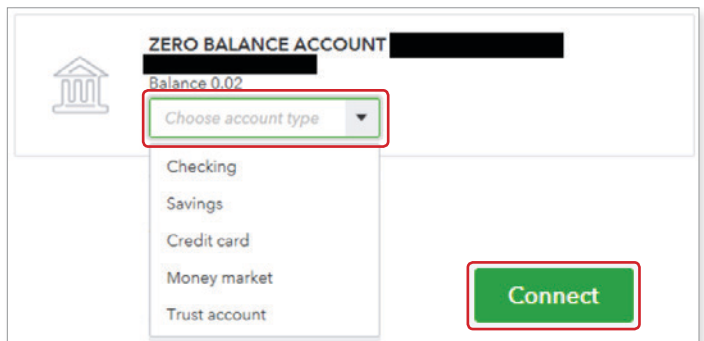 ZERO BALANCE ACCOUNT
Balance 0.02
Choose account type
Checking
Savings
Credit card
Money market
Trust account
Connect